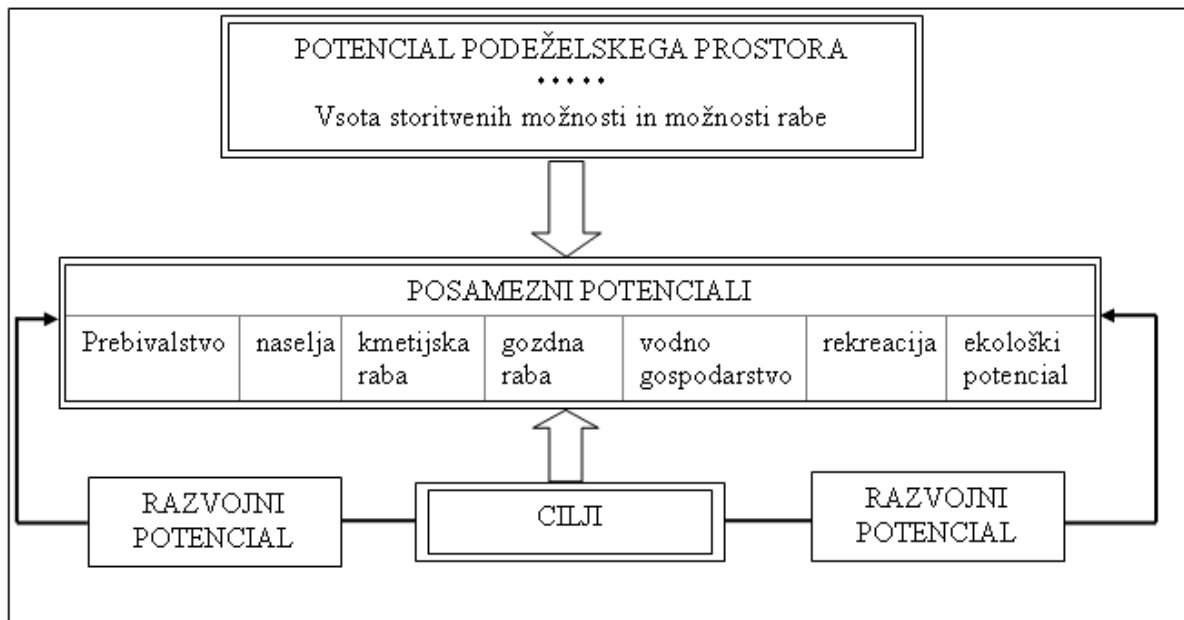 POTENCIAL PODEŽELSKEGA PROSTORA
•••••
Vsota storitvenih možnosti in možnosti rabe
POSAMEZNI POTENCIALI
Prebivalstvo
naselja
kmetijska
raba
gozdna
raba
vodno
gospodarstvo
rekreacija
ekološki
potencial
RAZVOJNI
POTENCIAL
CILJI
RAZVOJNI
POTENCIAL